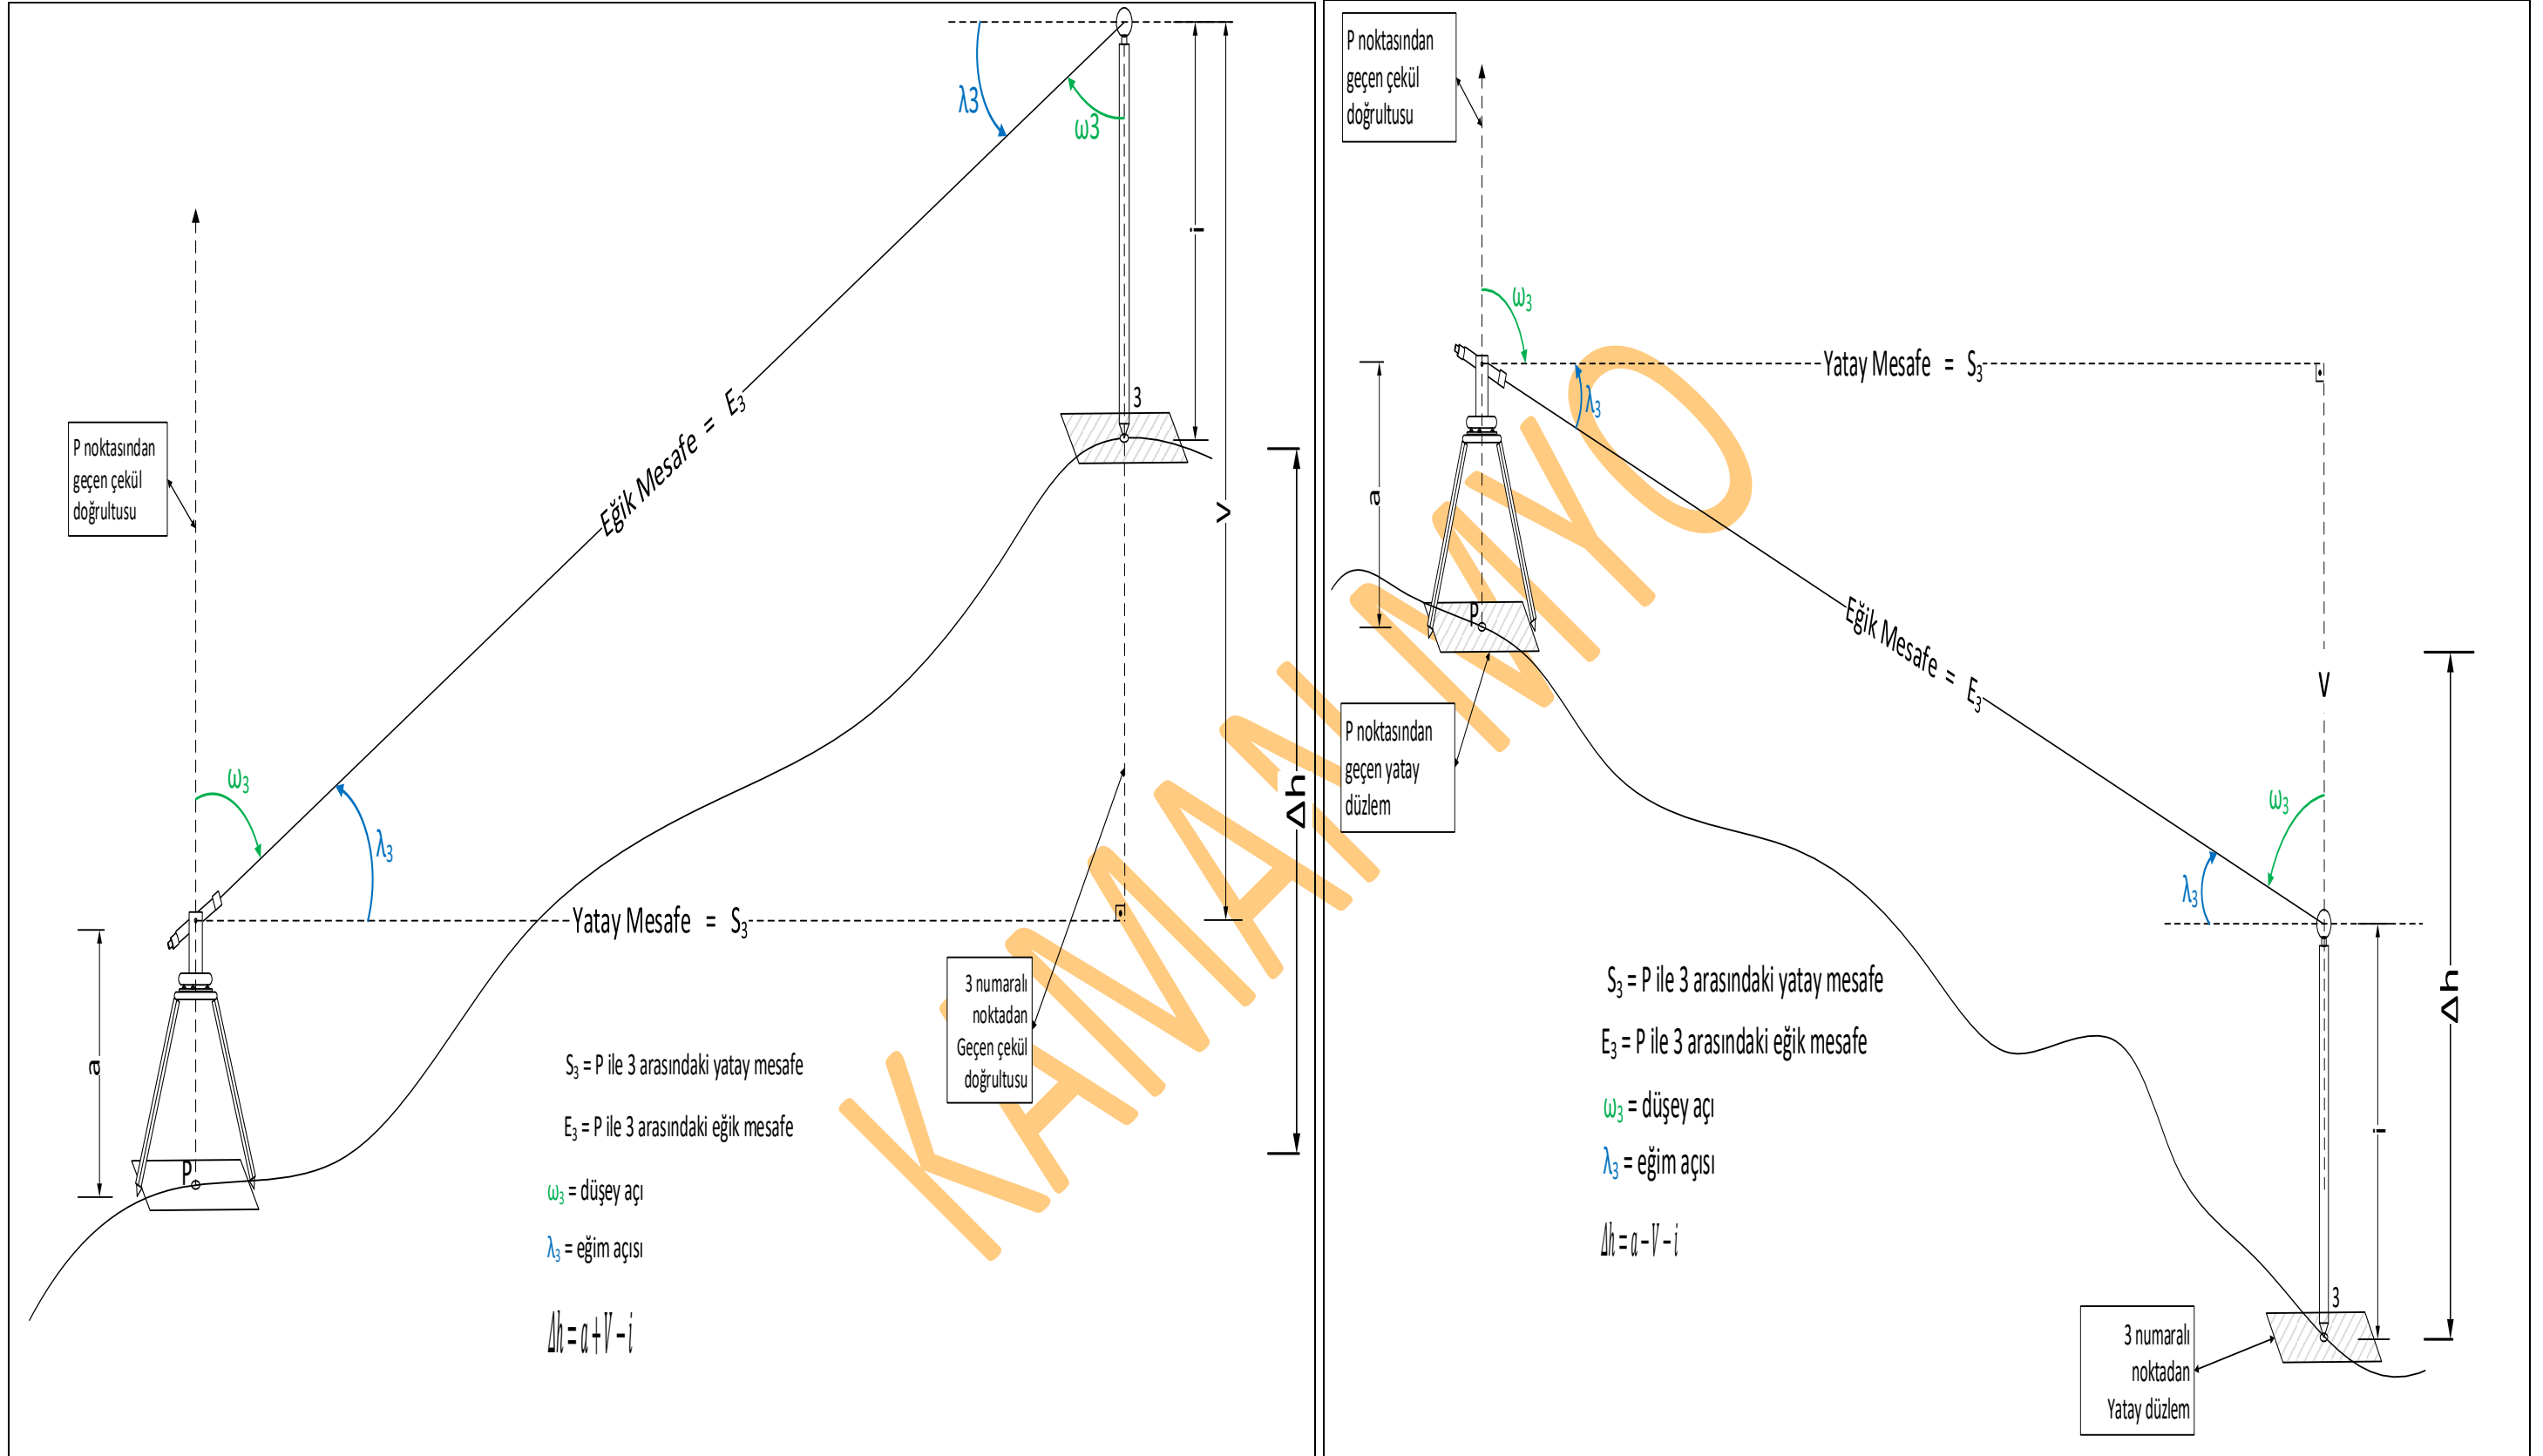 λ3
ω3
i
3
P noktasından
geçen çekül
doğrultusu
Eğik Mesafe = E₃
V
ω₃
λ₃
Δh
Yatay Mesafe = S₃
a
P
3 numaralı
noktadan
Geçen çekül
doğrultusu
S₃ = P ile 3 arasındaki yatay mesafe
E₃ = P ile 3 arasındaki eğik mesafe
ω₃ = düşey açı
λ₃ = eğim açısı
Δh = a + V − i
P noktasından
geçen çekül
doğrultusu
ω₃
Yatay Mesafe = S₃
λ₃
a
P
Eğik Mesafe = E₃
V
P noktasından
geçen yatay
düzlem
ω₃
λ₃
Δh
i
S₃ = P ile 3 arasındaki yatay mesafe
E₃ = P ile 3 arasındaki eğik mesafe
ω₃ = düşey açı
λ₃ = eğim açısı
Δh = a − V − i
3
3 numaralı
noktadan
Yatay düzlem
KAMAN MYO